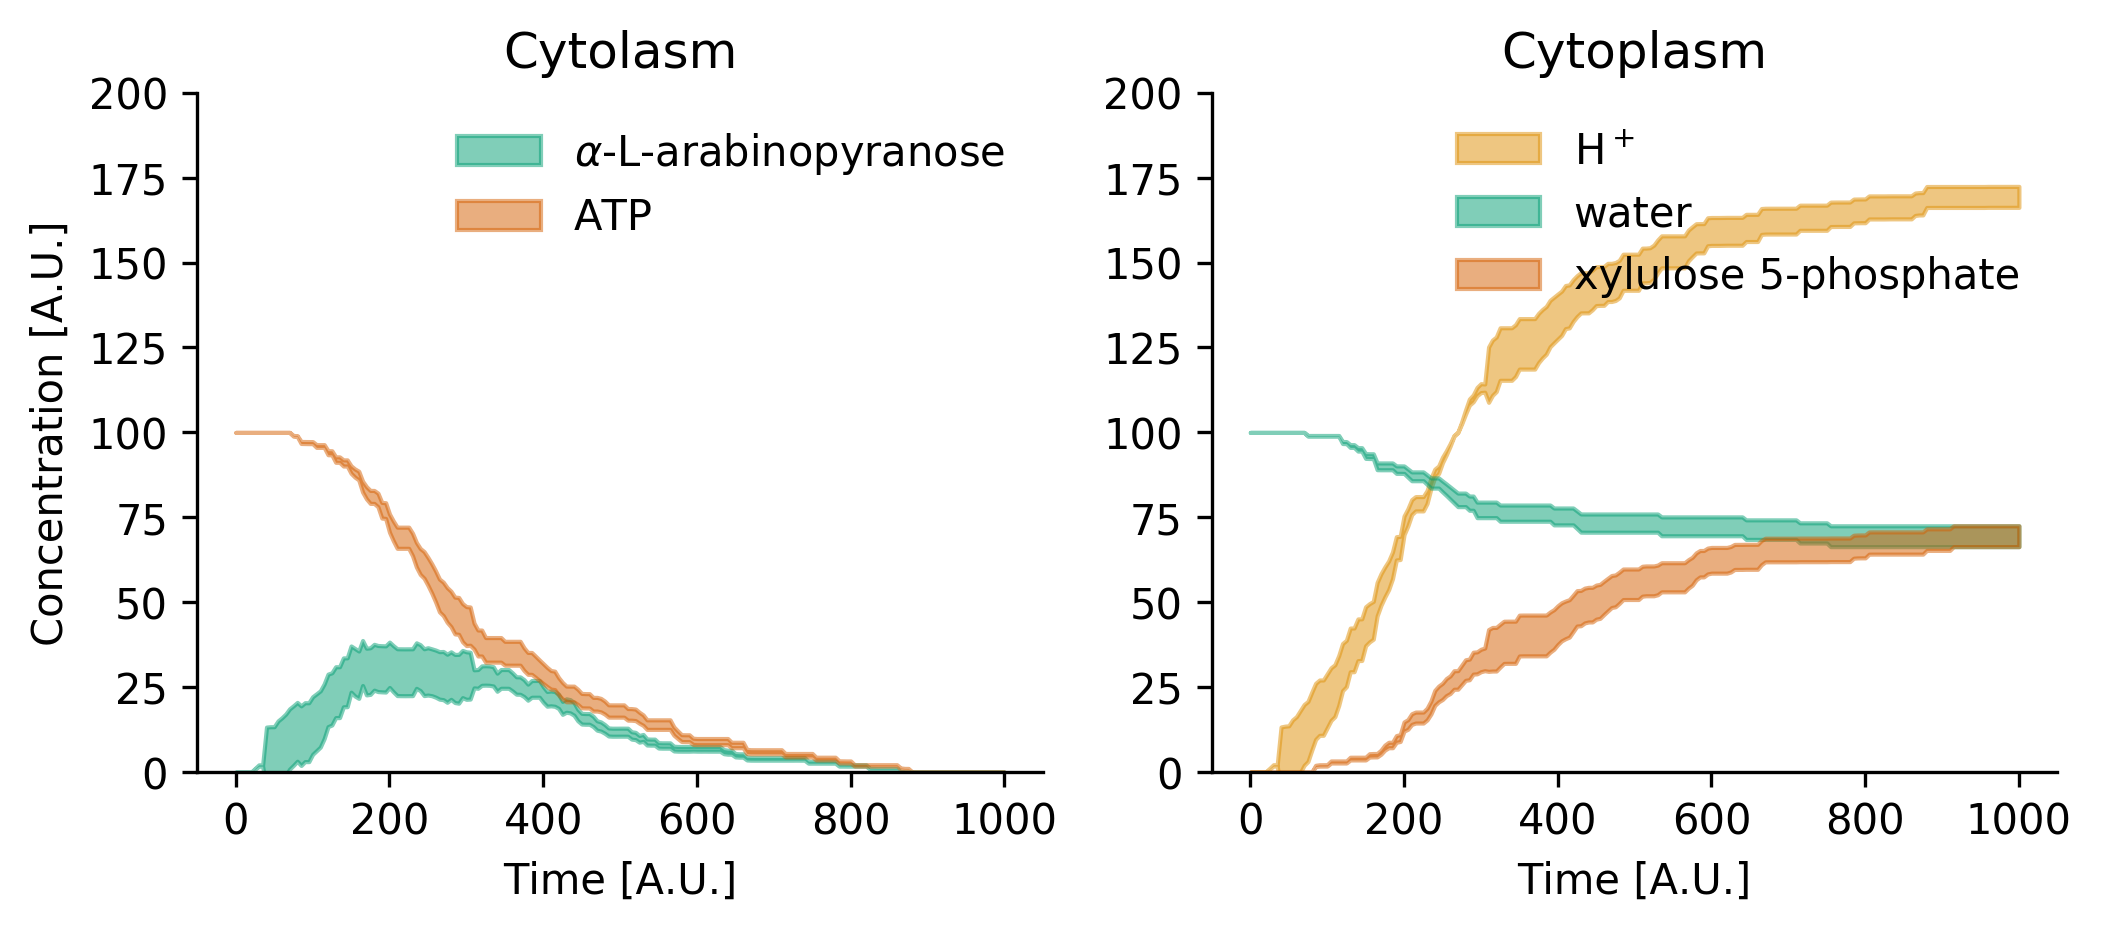 Cytolasm
Concentration [A.U.]
200
175
150
125
100
75
50
25
0
α-L-arabinopyranose
ATP
0 200 400 600 800 1000
Time [A.U.]
Cytoplasm
200
175
150
125
100
75
50
25
0
H⁺
water
xylulose 5-phosphate
0 200 400 600 800 1000
Time [A.U.]